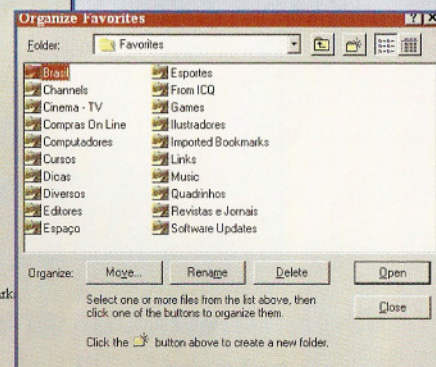 Organize Favorites
Folder: Favorites
Brasil
Channels
Cinema - TV
Compras On Line
Computadores
Cursos
Dicas
Diversos
Editores
Espaço
Esportes
From ICQ
Games
Ilustradores
Imported Bookmarks
Links
Music
Quadrinhos
Revistas e Jornais
Software Updates
Organize: Move... Rename Delete Open
Select one or more files from the list above, then
click one of the buttons to organize them.
Close
Click the button above to create a new folder.